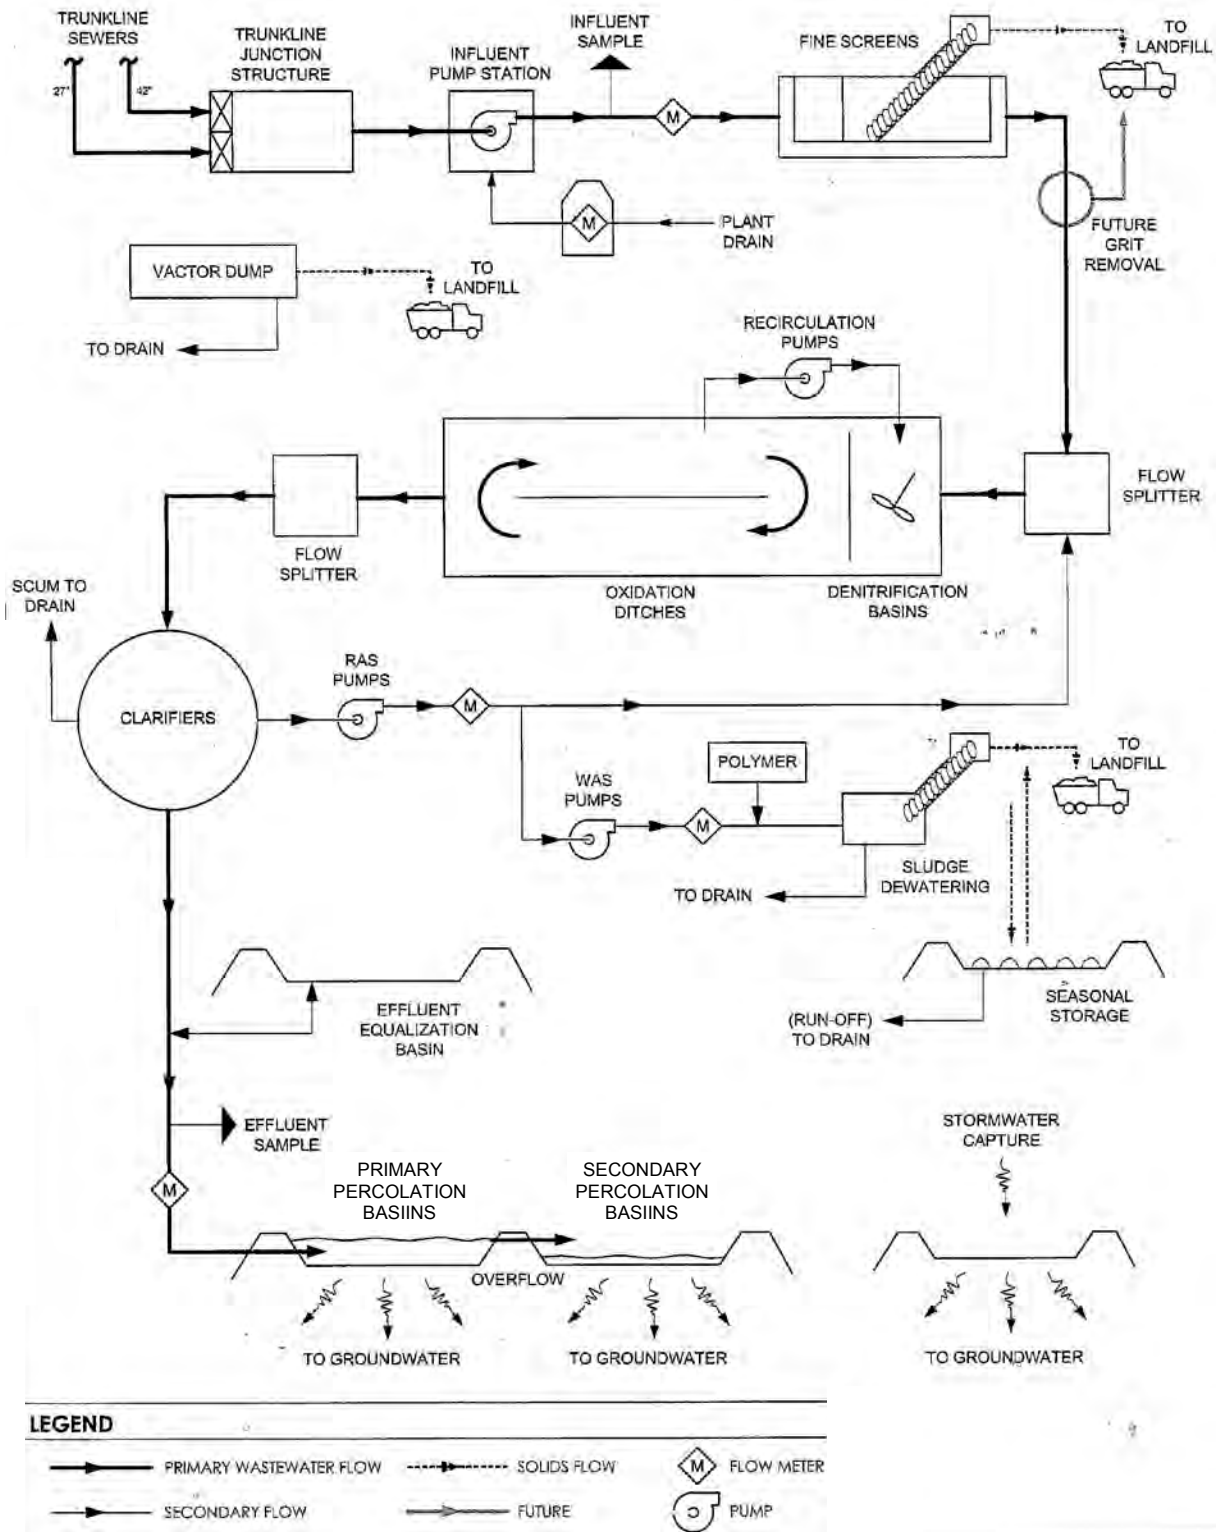 TRUNKLINE
SEWERS
27"
42"
TRUNKLINE
JUNCTION
STRUCTURE
INFLUENT
PUMP STATION
INFLUENT
SAMPLE
M
FINE SCREENS
TO
LANDFILL
M
PLANT
DRAIN
FUTURE
GRIT
REMOVAL
VACTOR DUMP
TO
LANDFILL
TO DRAIN
RECIRCULATION
PUMPS
FLOW
SPLITTER
FLOW
SPLITTER
OXIDATION
DITCHES
DENITRIFICATION
BASINS
SCUM TO
DRAIN
CLARIFIERS
RAS
PUMPS
M
WAS
PUMPS
M
POLYMER
TO
LANDFILL
SLUDGE
DEWATERING
TO DRAIN
SEASONAL
STORAGE
(RUN-OFF)
TO DRAIN
EFFLUENT
EQUALIZATION
BASIN
EFFLUENT
SAMPLE
M
PRIMARY
PERCOLATION
BASIINS
SECONDARY
PERCOLATION
BASIINS
OVERFLOW
STORMWATER
CAPTURE
TO GROUNDWATER
TO GROUNDWATER
TO GROUNDWATER
LEGEND
PRIMARY WASTEWATER FLOW
SOLIDS FLOW
M
FLOW METER
SECONDARY FLOW
FUTURE
PUMP